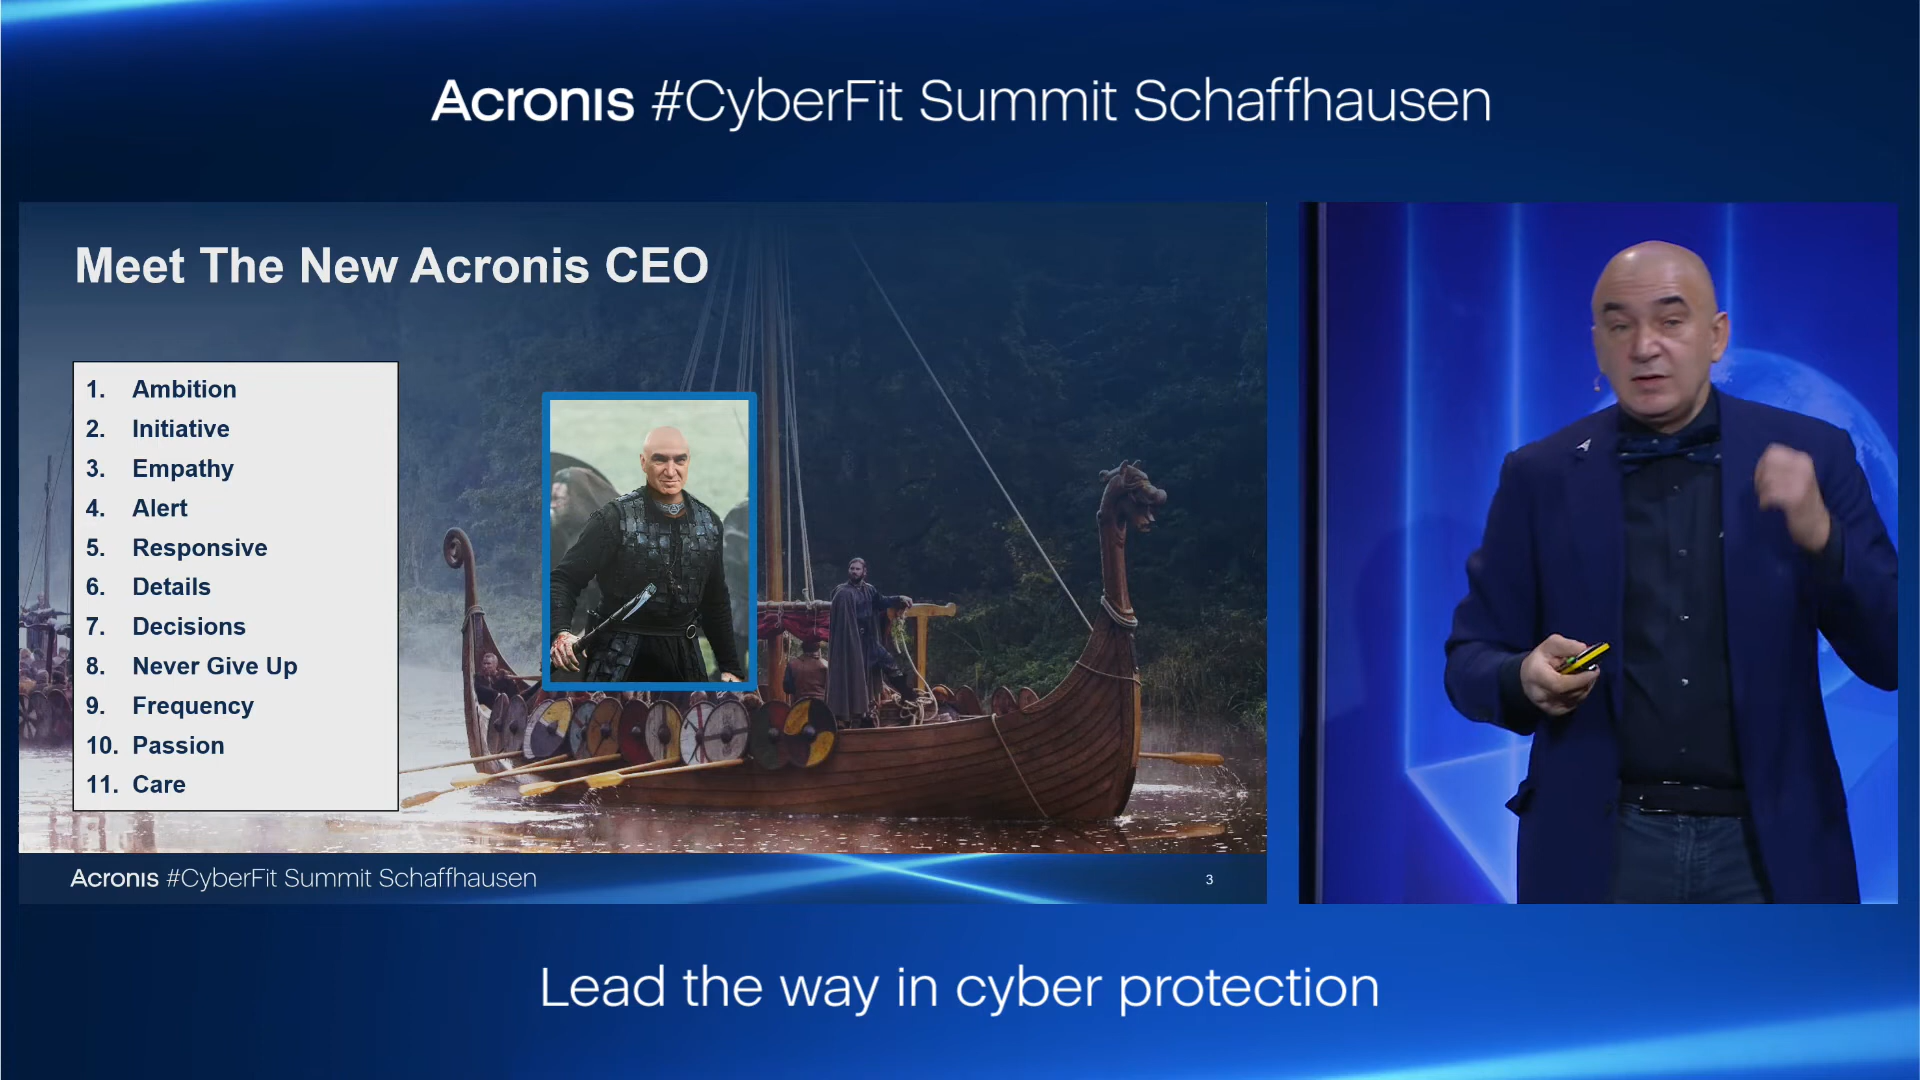 Acronis #CyberFit Summit Schaffhausen
Meet The New Acronis CEO
1. Ambition
2. Initiative
3. Empathy
4. Alert
5. Responsive
6. Details
7. Decisions
8. Never Give Up
9. Frequency
10. Passion
11. Care
Acronis #CyberFit Summit Schaffhausen
3
Lead the way in cyber protection